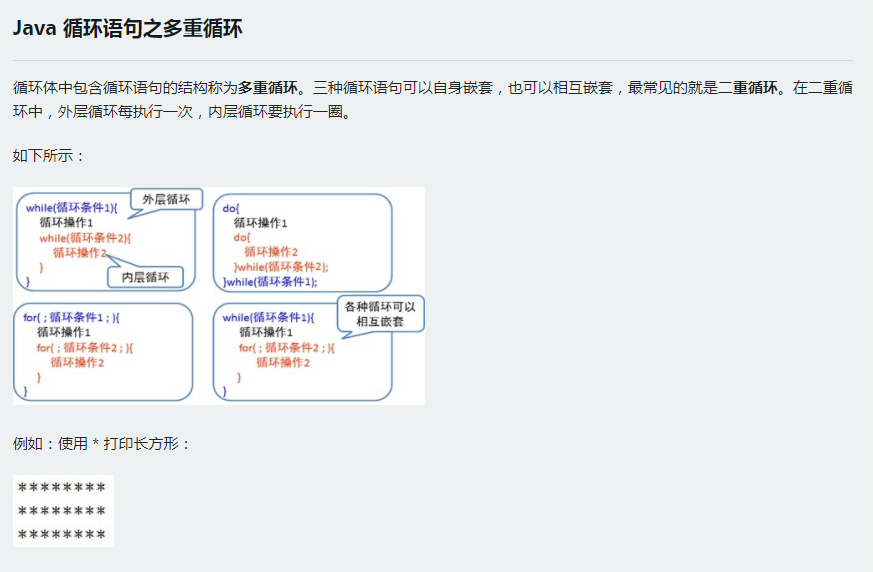 Java 循环语句之多重循环
循环体中包含循环语句的结构称为多重循环。三种循环语句可以自身嵌套，也可以相互嵌套，最常见的就是二重循环。在二重循
环中，外层循环每执行一次，内层循环要执行一圈。
如下所示：
while(循环条件1){
循环操作1
while(循环条件2){
循环操作2
}
}
外层循环
内层循环
do{
循环操作1
do{
循环操作2
}while(循环条件2);
}while(循环条件1);
for( ; 循环条件1 ; ){
循环操作1
for( ; 循环条件2 ; ){
循环操作2
}
}
while(循环条件1){
循环操作1
for( ; 循环条件2 ; ){
循环操作2
}
}
各种循环可以
相互嵌套
例如：使用 * 打印长方形：
********
********
********